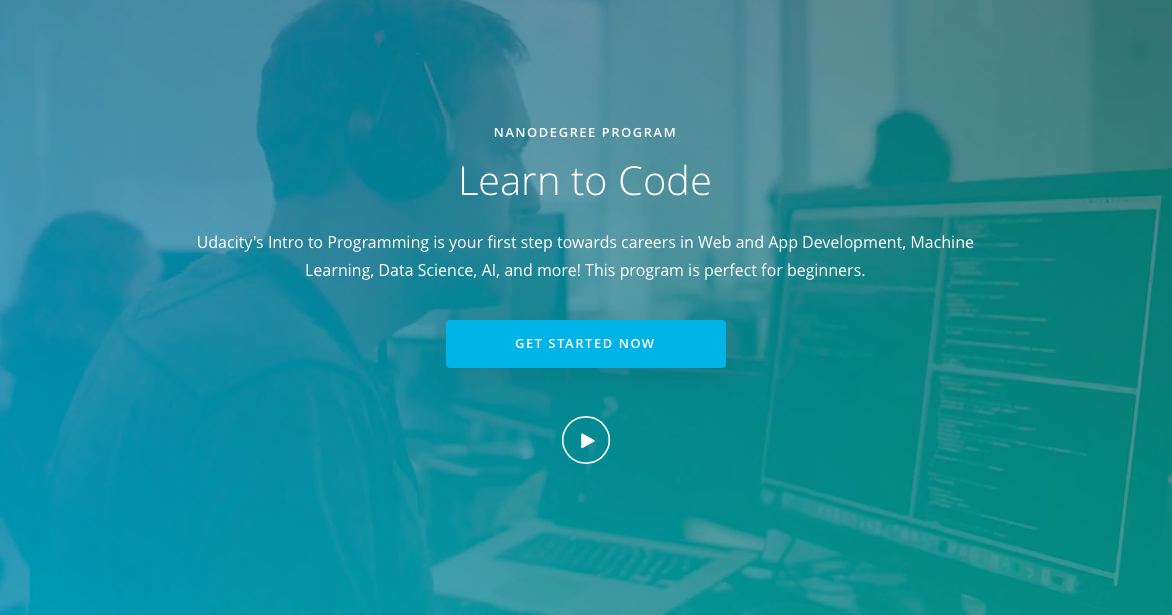 NANODEGREE PROGRAM
Learn to Code
Udacity's Intro to Programming is your first step towards careers in Web and App Development, Machine
Learning, Data Science, AI, and more! This program is perfect for beginners.
GET STARTED NOW